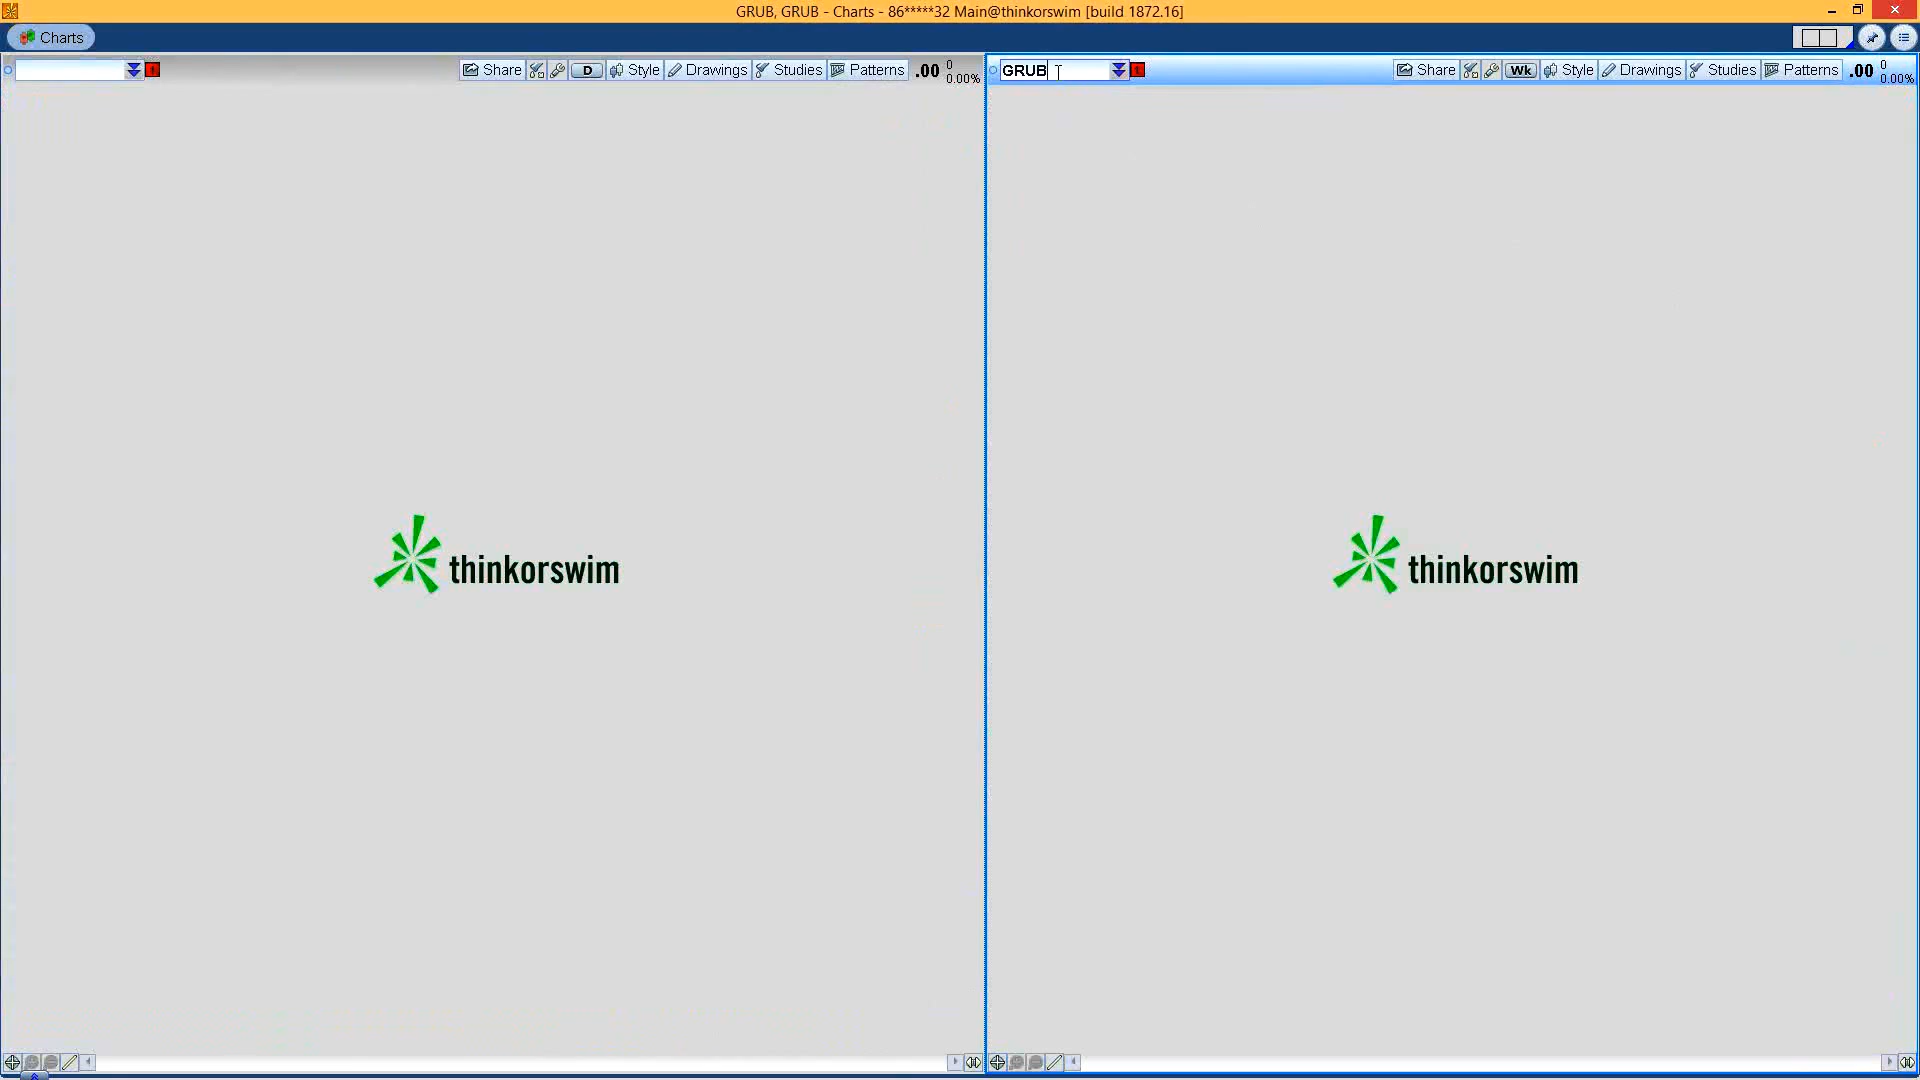 GRUB, GRUB - Charts - 86*****32 Main@thinkorswim [build 1872.16]
Charts
Share D Style Drawings Studies Patterns .00 0 0.00%
GRUB Share Wk Style Drawings Studies Patterns .00 0 0.00%
thinkorswim
thinkorswim